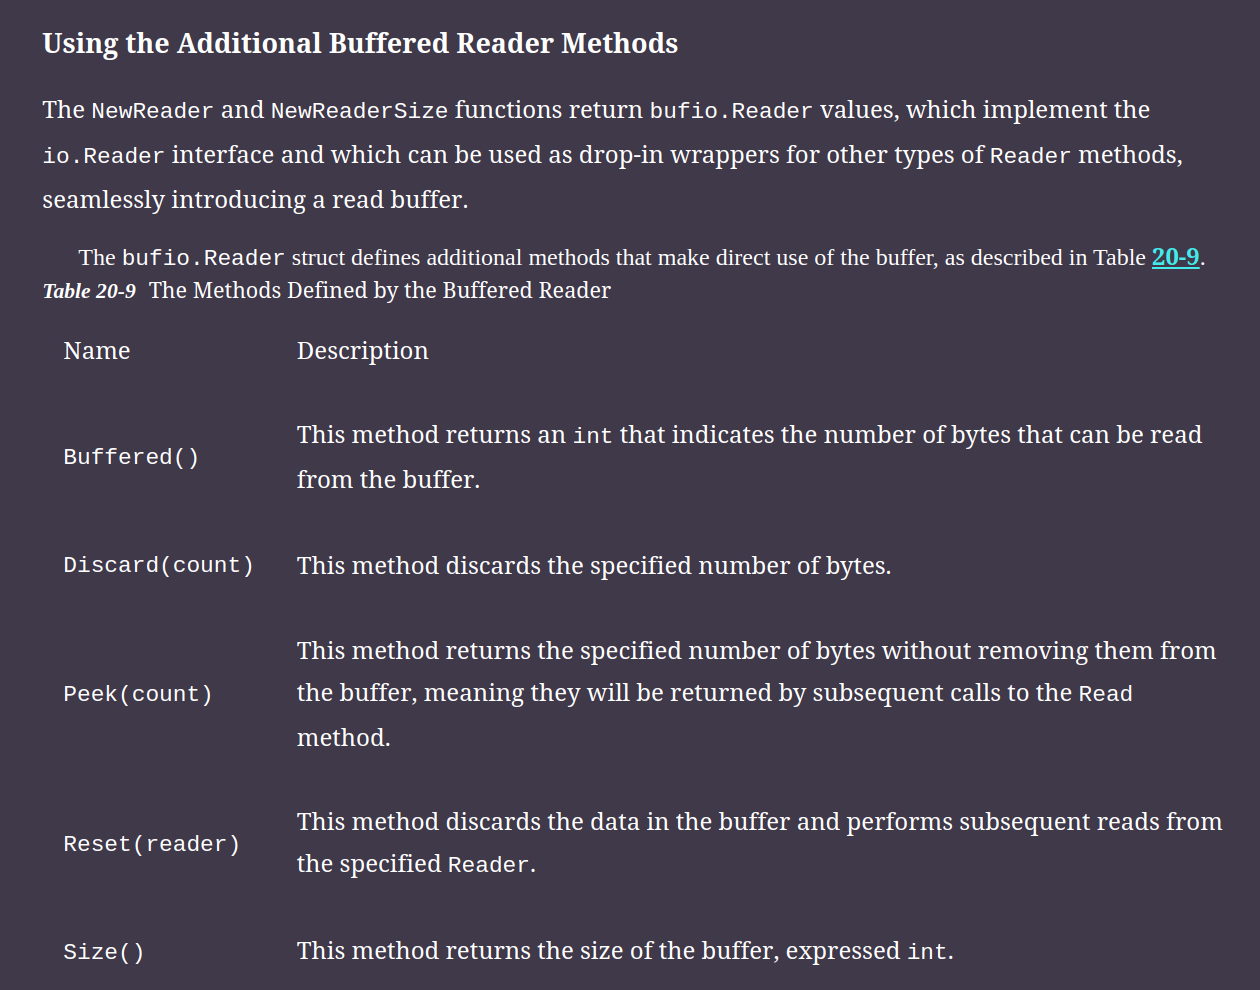 Using the Additional Buffered Reader Methods
The NewReader and NewReaderSize functions return bufio.Reader values, which implement the
io.Reader interface and which can be used as drop-in wrappers for other types of Reader methods,
seamlessly introducing a read buffer.
The bufio.Reader struct defines additional methods that make direct use of the buffer, as described in Table 20-9.
Table 20-9 The Methods Defined by the Buffered Reader
Name Description
Buffered() This method returns an int that indicates the number of bytes that can be read
from the buffer.
Discard(count) This method discards the specified number of bytes.
Peek(count) This method returns the specified number of bytes without removing them from
the buffer, meaning they will be returned by subsequent calls to the Read
method.
Reset(reader) This method discards the data in the buffer and performs subsequent reads from
the specified Reader.
Size() This method returns the size of the buffer, expressed int.